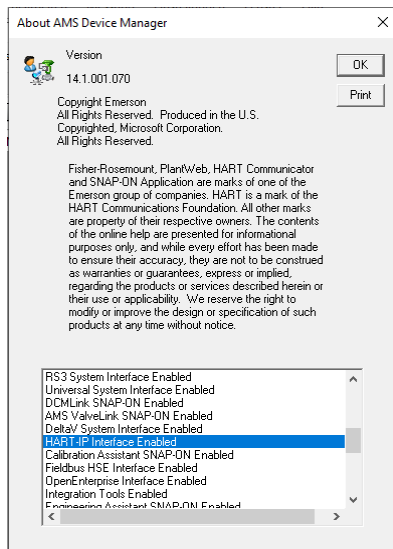 About AMS Device Manager
Version
OK
14.1.001.070
Print
Copyright Emerson
All Rights Reserved.  Produced in the U.S.
Copyrighted, Microsoft Corporation.
All Rights Reserved.
Fisher-Rosemount, PlantWeb, HART Communicator
and SNAP-ON Application are marks of one of the
Emerson group of companies. HART is a mark of the
HART Communications Foundation. All other marks
are property of their respective owners. The contents
of the online help are presented for informational
purposes only, and while every effort has been made
to ensure their accuracy, they are not to be construed
as warranties or guarantees, express or implied,
regarding the products or services described herein or
their use or applicability.  We reserve the right to
modify or improve the design or specification of such
products at any time without notice.
RS3 System Interface Enabled
Universal System Interface Enabled
DCMLink SNAP-ON Enabled
AMS ValveLink SNAP-ON Enabled
DeltaV System Interface Enabled
HART-IP Interface Enabled
Calibration Assistant SNAP-ON Enabled
Fieldbus HSE Interface Enabled
OpenEnterprise Interface Enabled
Integration Tools Enabled
Engineering Assistant SNAP-ON Enabled